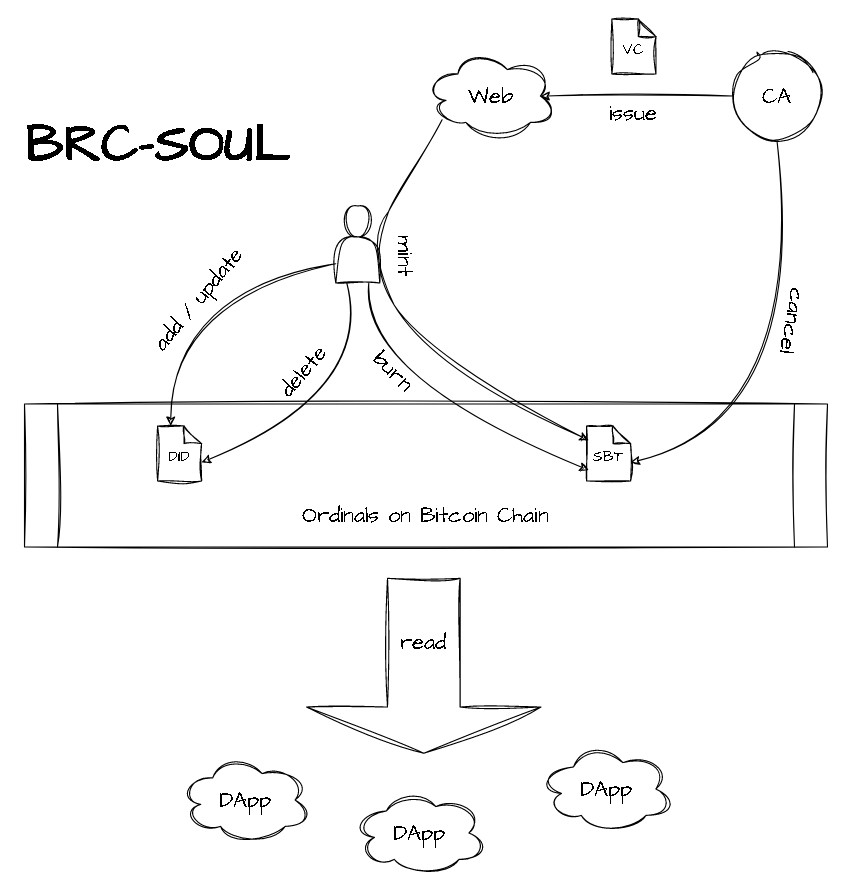 VC
Web
CA
issue
BRC-SOUL
mint
add / update
cancel
delete
burn
DID
SBT
Ordinals on Bitcoin Chain
read
DApp
DApp
DApp